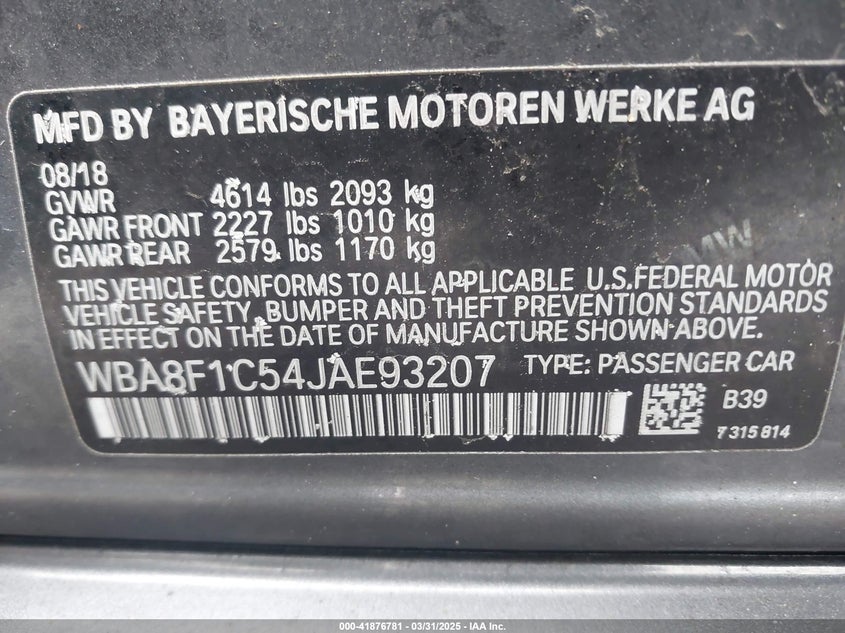 MFD BY BAYERISCHE MOTOREN WERKE AG
08/18
GVWR 4614 lbs 2093 kg
GAWR FRONT 2227 lbs 1010 kg
GAWR REAR 2579 lbs 1170 kg
THIS VEHICLE CONFORMS TO ALL APPLICABLE U.S.FEDERAL MOTOR
VEHICLE SAFETY, BUMPER AND THEFT PREVENTION STANDARDS
IN EFFECT ON THE DATE OF MANUFACTURE SHOWN ABOVE.
WBA8F1C54JAE93207 TYPE: PASSENGER CAR
B39
7 315 814
BMW
000-41876781 | 03/31/2025 - IAA Inc.